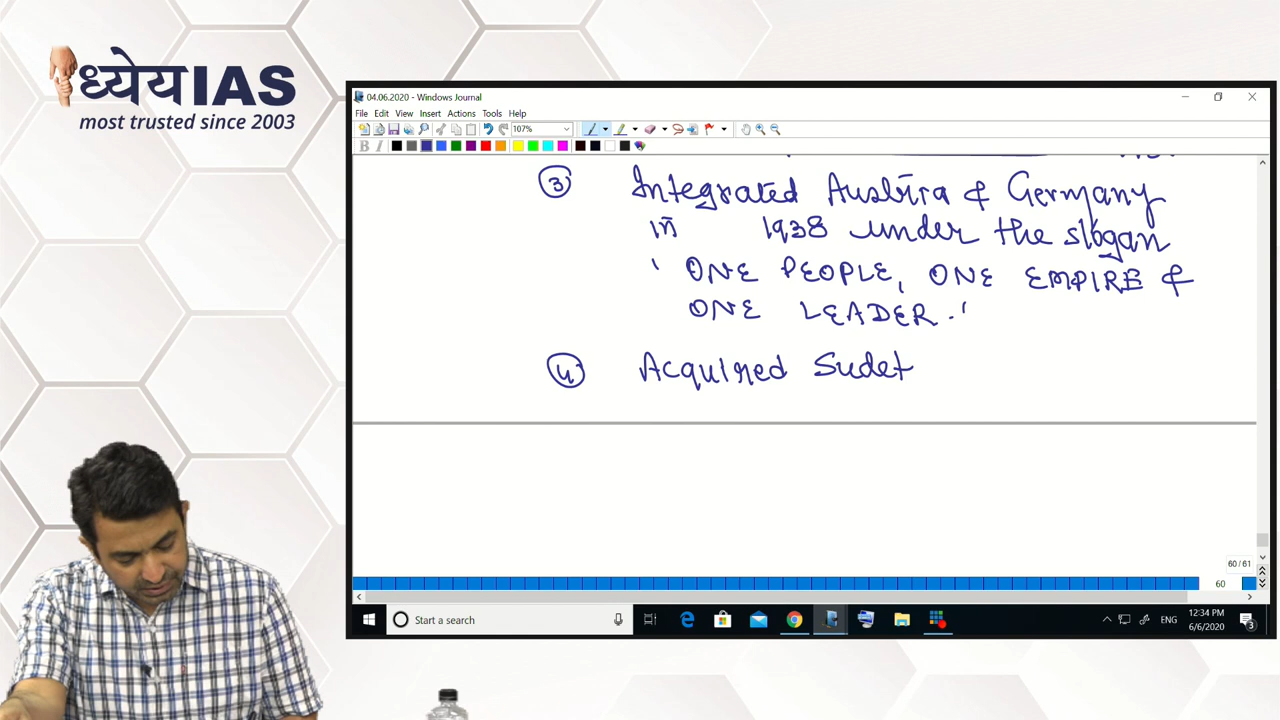 ध्येय IAS
most trusted since 2003
04.06.2020 - Windows Journal
File Edit View Insert Actions Tools Help
107%
B I
③ Integrated Austria & Germany
in 1938 under the slogan
' ONE PEOPLE, ONE EMPIRE &
ONE LEADER.'
④ Acquired Sudet
60 / 61
60
Start a search
ENG
12:34 PM
6/6/2020
3